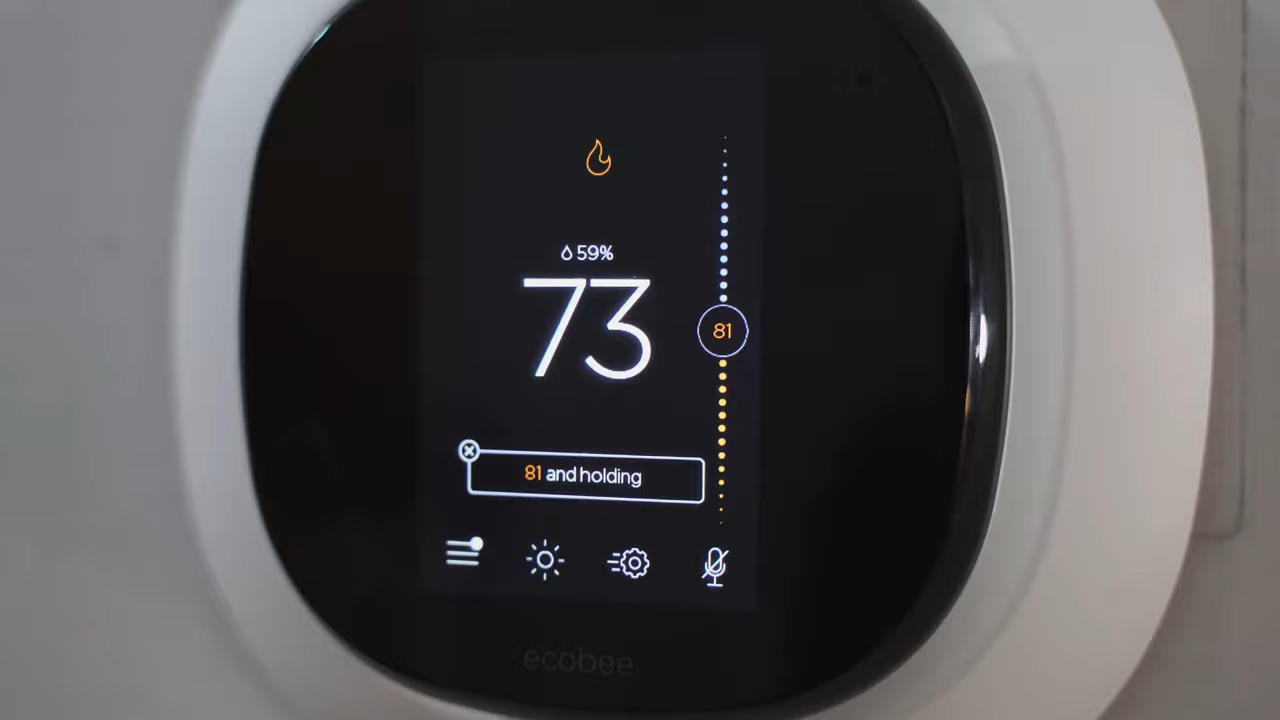 59%
73
81
81 and holding
ecobee